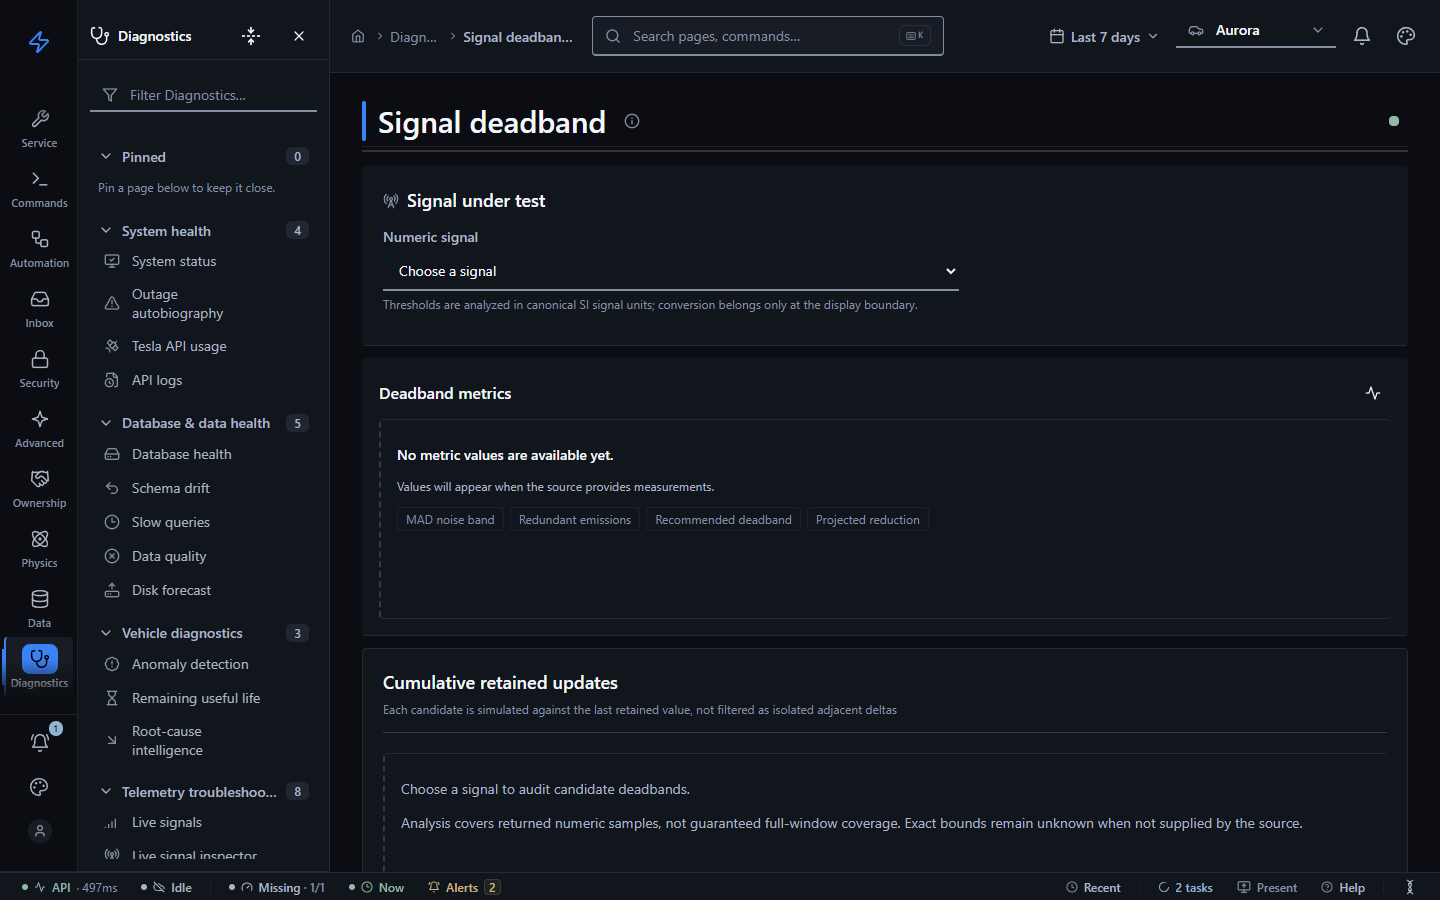 Service
Commands
Automation
Inbox
Security
Advanced
Ownership
Physics
Data
Diagnostics
1
Diagnostics
Filter Diagnostics...
Pinned 0
Pin a page below to keep it close.
System health 4
System status
Outage
autobiography
Tesla API usage
API logs
Database & data health 5
Database health
Schema drift
Slow queries
Data quality
Disk forecast
Vehicle diagnostics 3
Anomaly detection
Remaining useful life
Root-cause
intelligence
Telemetry troubleshoo... 8
Live signals
Live signal inspector
Diagn... Signal deadban...
Search pages, commands... K
Last 7 days
Aurora
Signal deadband
Signal under test
Numeric signal
Choose a signal
Thresholds are analyzed in canonical SI signal units; conversion belongs only at the display boundary.
Deadband metrics
No metric values are available yet.
Values will appear when the source provides measurements.
MAD noise band Redundant emissions Recommended deadband Projected reduction
Cumulative retained updates
Each candidate is simulated against the last retained value, not filtered as isolated adjacent deltas
Choose a signal to audit candidate deadbands.
Analysis covers returned numeric samples, not guaranteed full-window coverage. Exact bounds remain unknown when not supplied by the source.
API · 497ms Idle Missing · 1/1 Now Alerts 2 Recent 2 tasks Present Help